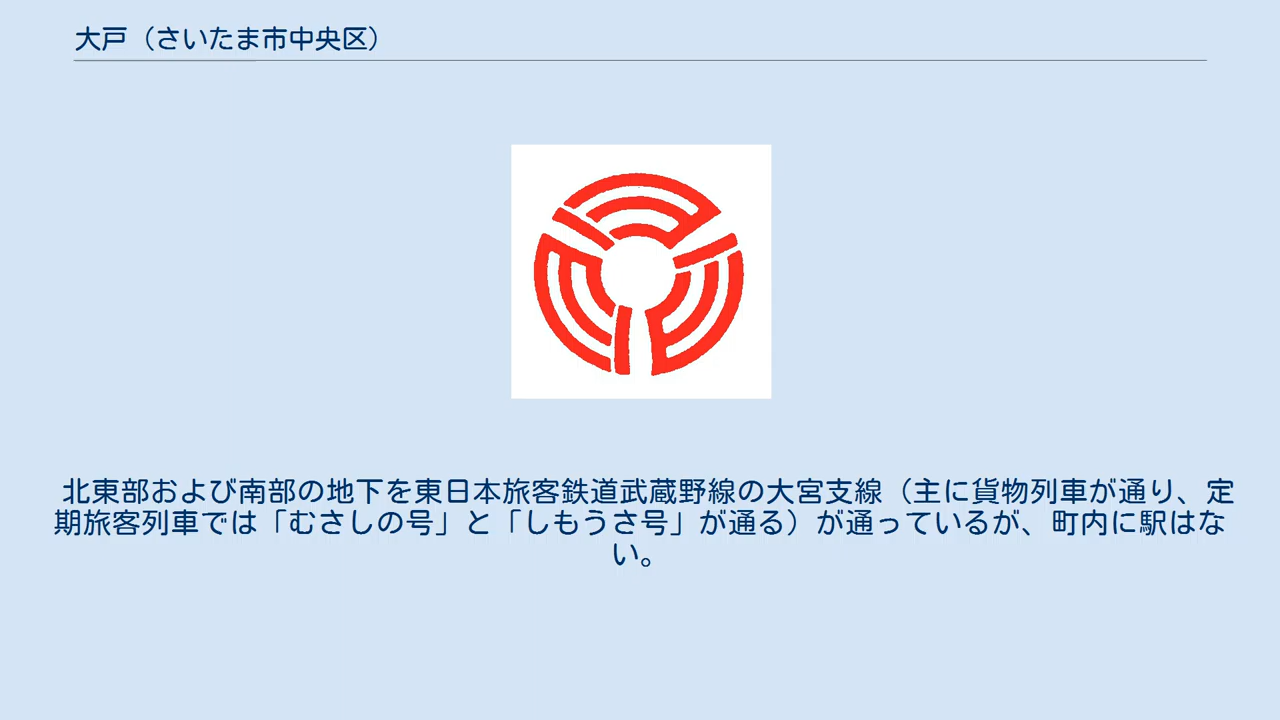 大戸（さいたま市中央区）
北東部および南部の地下を東日本旅客鉄道武蔵野線の大宮支線（主に貨物列車が通り、定
期旅客列車では「むさしの号」と「しもうさ号」が通る）が通っているが、町内に駅はな
い。